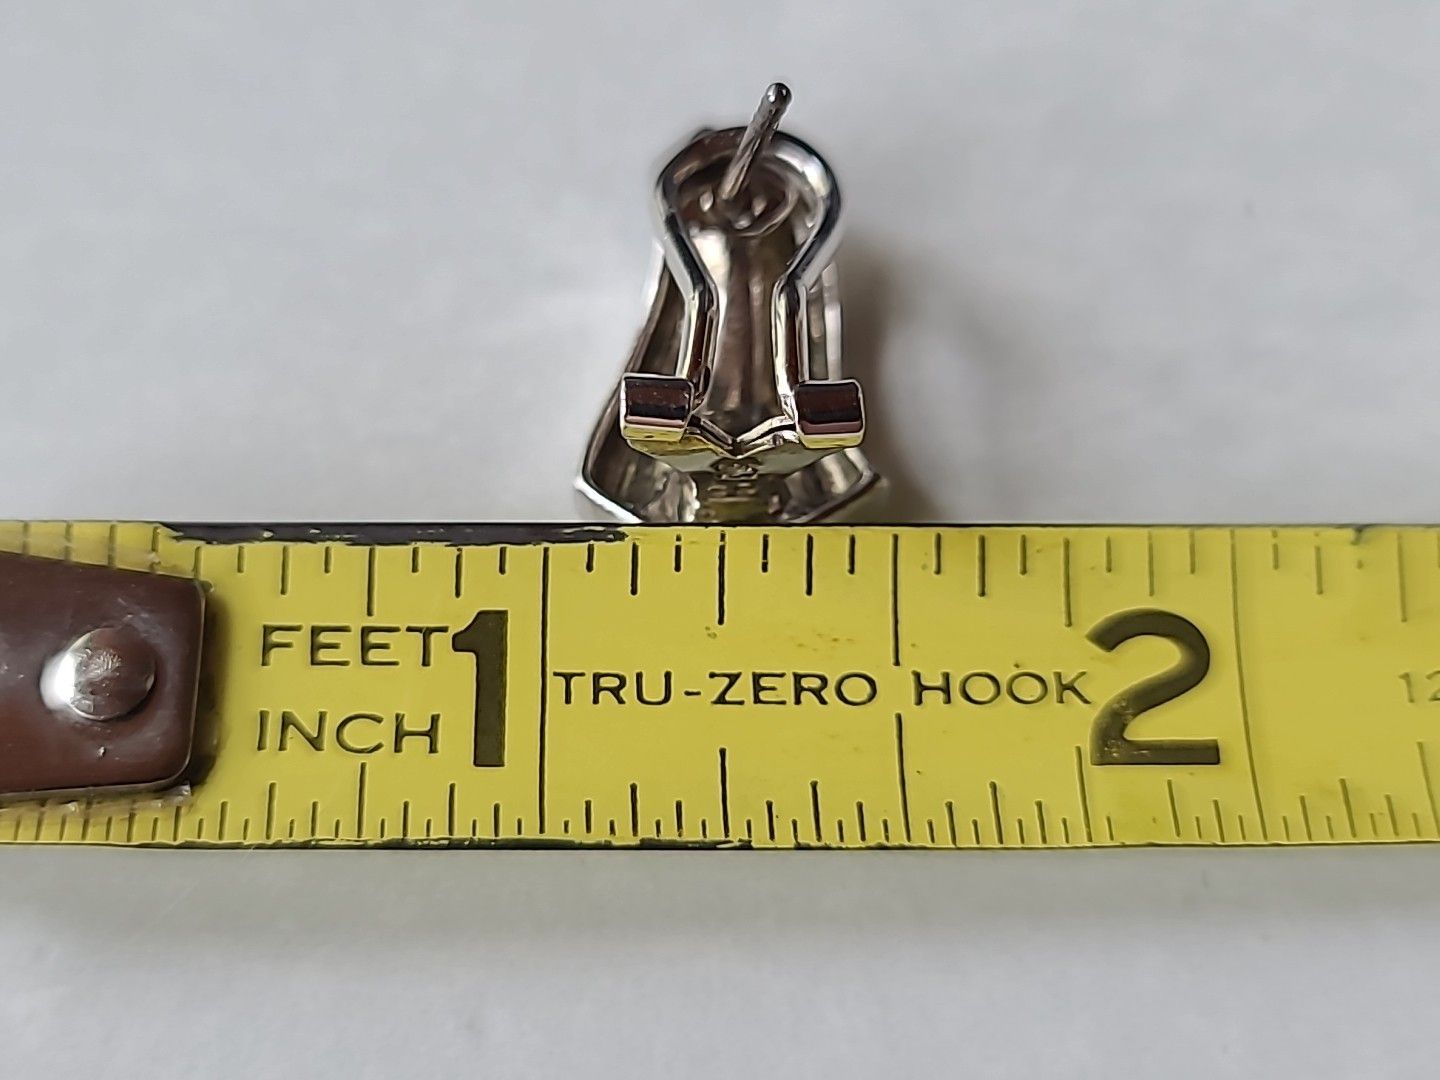 FEET 1 TRU-ZERO HOOK 2
INCH